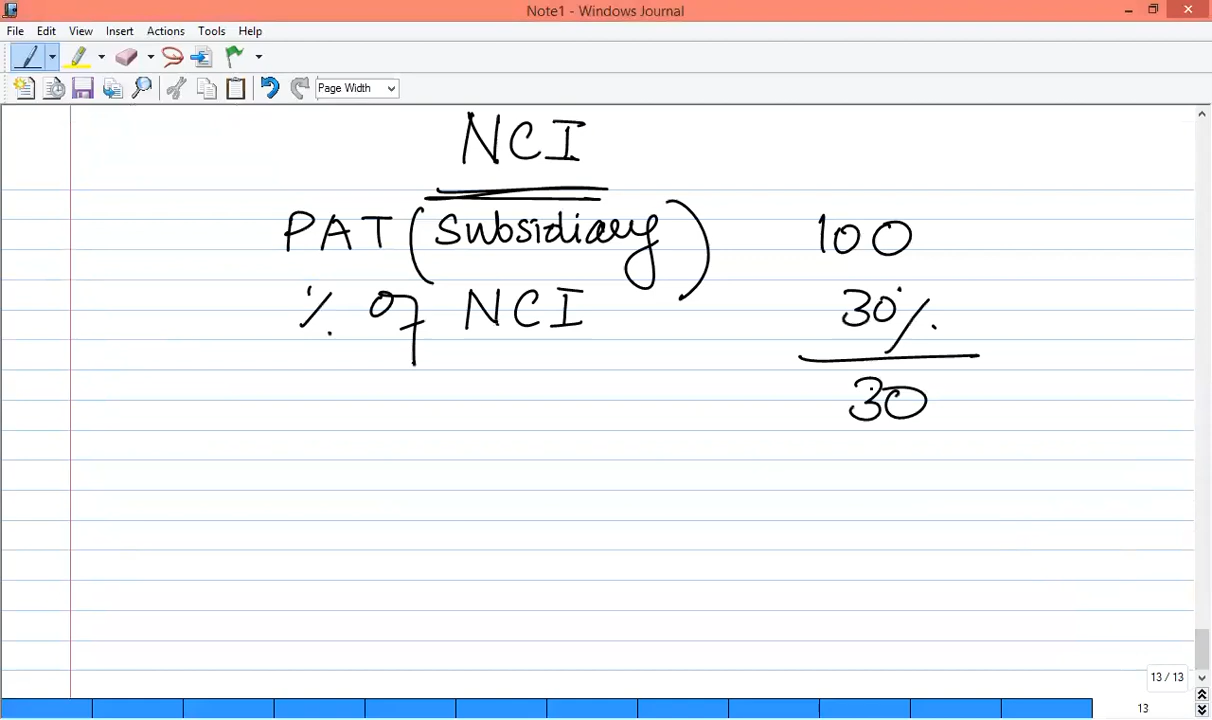 Note1 - Windows Journal
File Edit View Insert Actions Tools Help
Page Width
NCI
PAT (Subsidiary) 100
% of NCI 30%
30
13 / 13
13